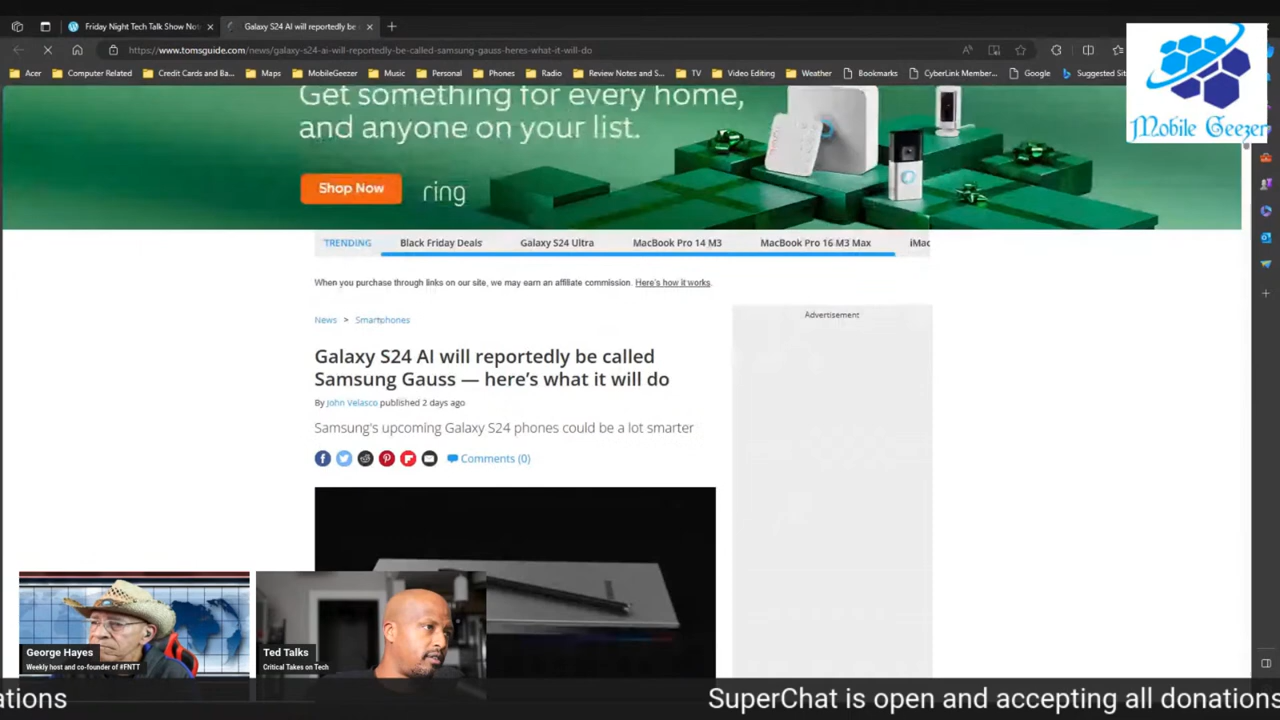 Friday Night Tech Talk Show Not
Galaxy S24 AI will reportedly be
https://www.tomsguide.com/news/galaxy-s24-ai-will-reportedly-be-called-samsung-gauss-heres-what-it-will-do
Acer
Computer Related
Credit Cards and Ba...
Maps
MobileGeezer
Music
Personal
Phones
Radio
Review Notes and S...
TV
Video Editing
Weather
Bookmarks
CyberLink Member...
Google
Suggested Sit
Mobile Geezer
Get something for every home,
and anyone on your list.
Shop Now
ring
TRENDING
Black Friday Deals
Galaxy S24 Ultra
MacBook Pro 14 M3
MacBook Pro 16 M3 Max
iMac
When you purchase through links on our site, we may earn an affiliate commission. Here's how it works.
News > Smartphones
Advertisement
Galaxy S24 AI will reportedly be called
Samsung Gauss — here's what it will do
By John Velasco published 2 days ago
Samsung's upcoming Galaxy S24 phones could be a lot smarter
Comments (0)
George Hayes
Weekly host and co-founder of #FNTT
Ted Talks
Critical Takes on Tech
ations
SuperChat is open and accepting all donations